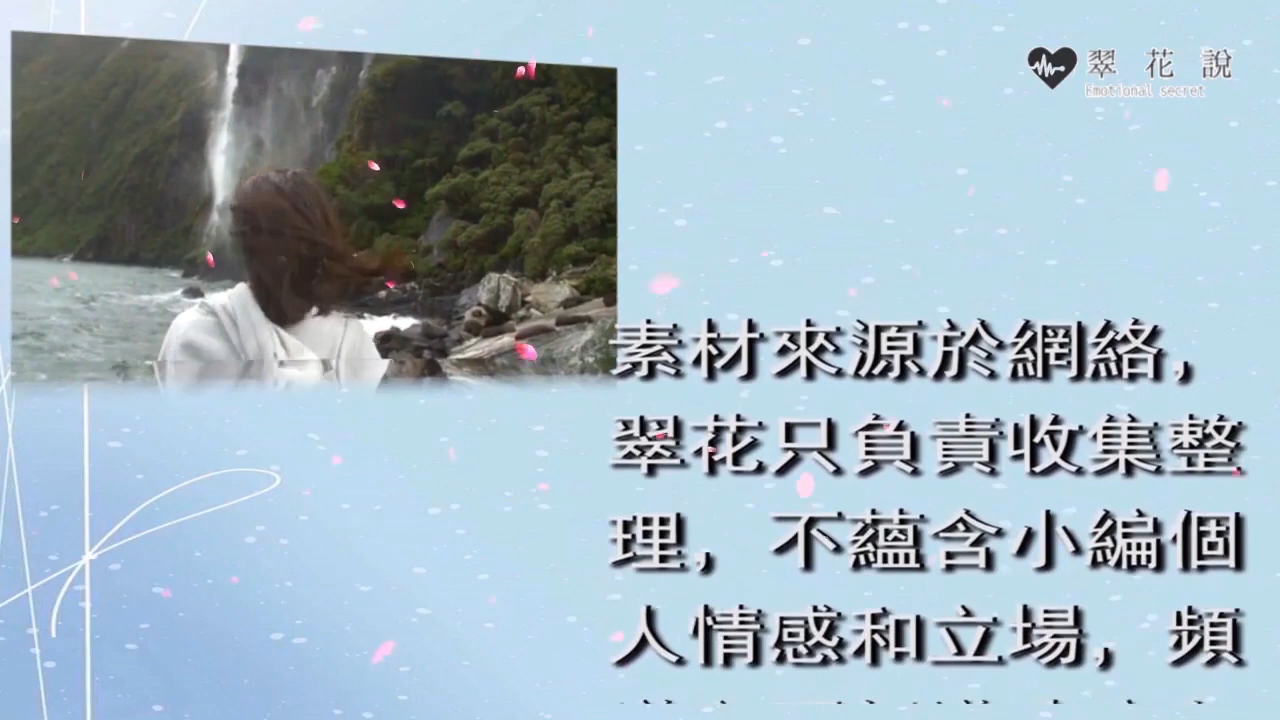 翠花說
Emotional secret
素材來源於網絡，
翠花只負責收集整
理，不蘊含小編個
人情感和立場，頻